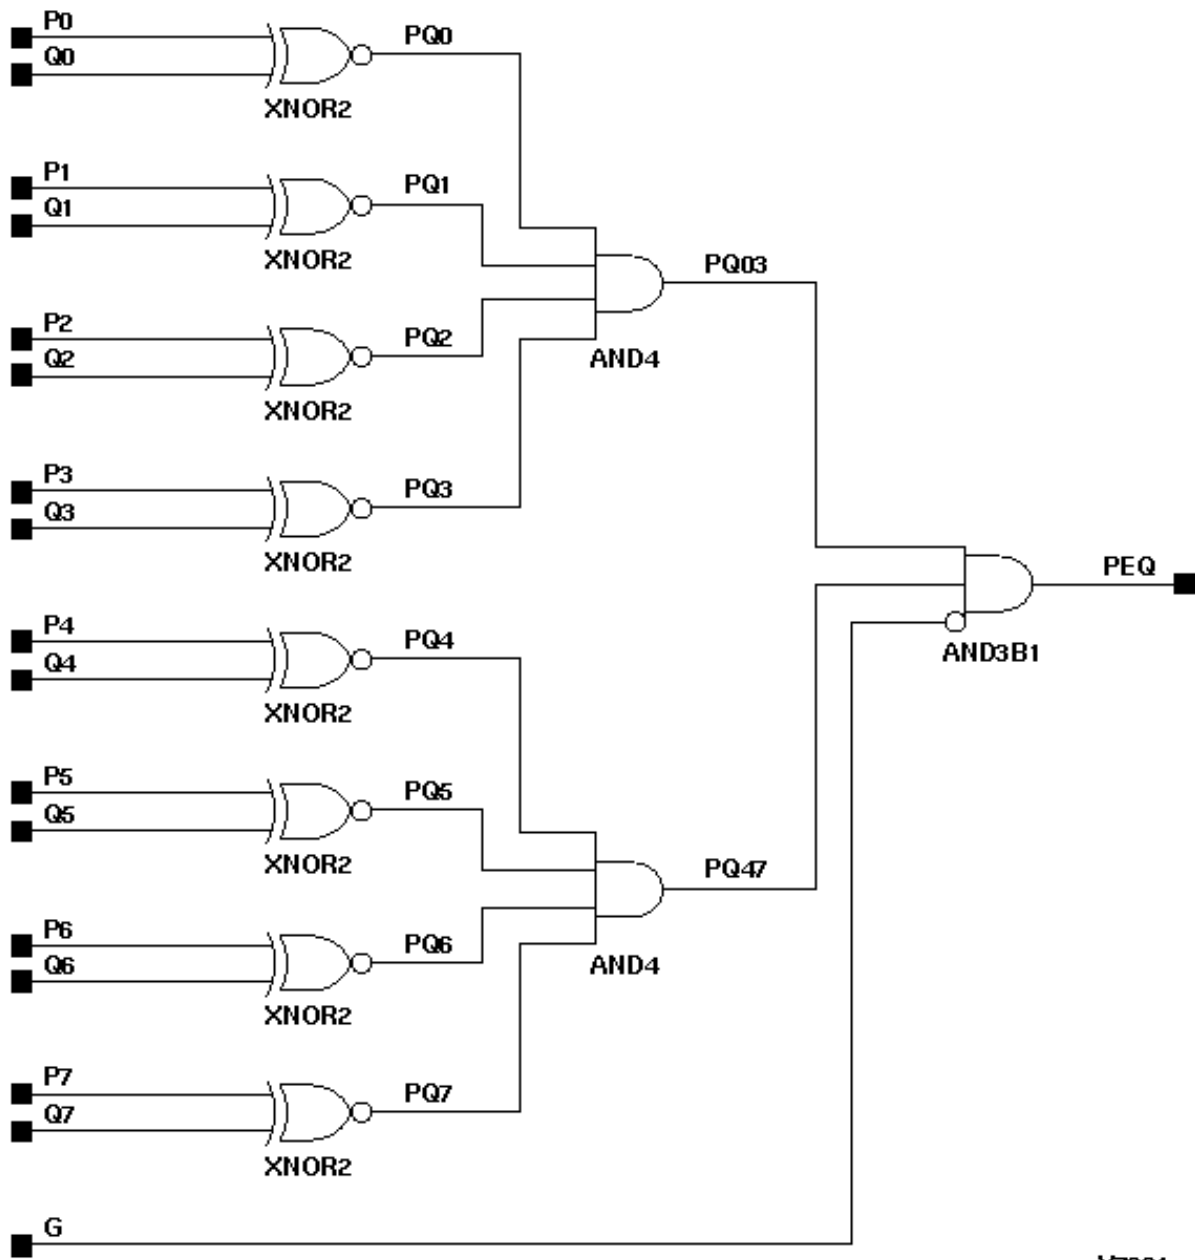 P0
Q0
PQ0
XNOR2
P1
Q1
PQ1
XNOR2
PQ03
P2
Q2
PQ2
XNOR2
AND4
P3
Q3
PQ3
XNOR2
PEQ
AND3B1
P4
Q4
PQ4
XNOR2
P5
Q5
PQ5
XNOR2
PQ47
P6
Q6
PQ6
XNOR2
AND4
P7
Q7
PQ7
XNOR2
G